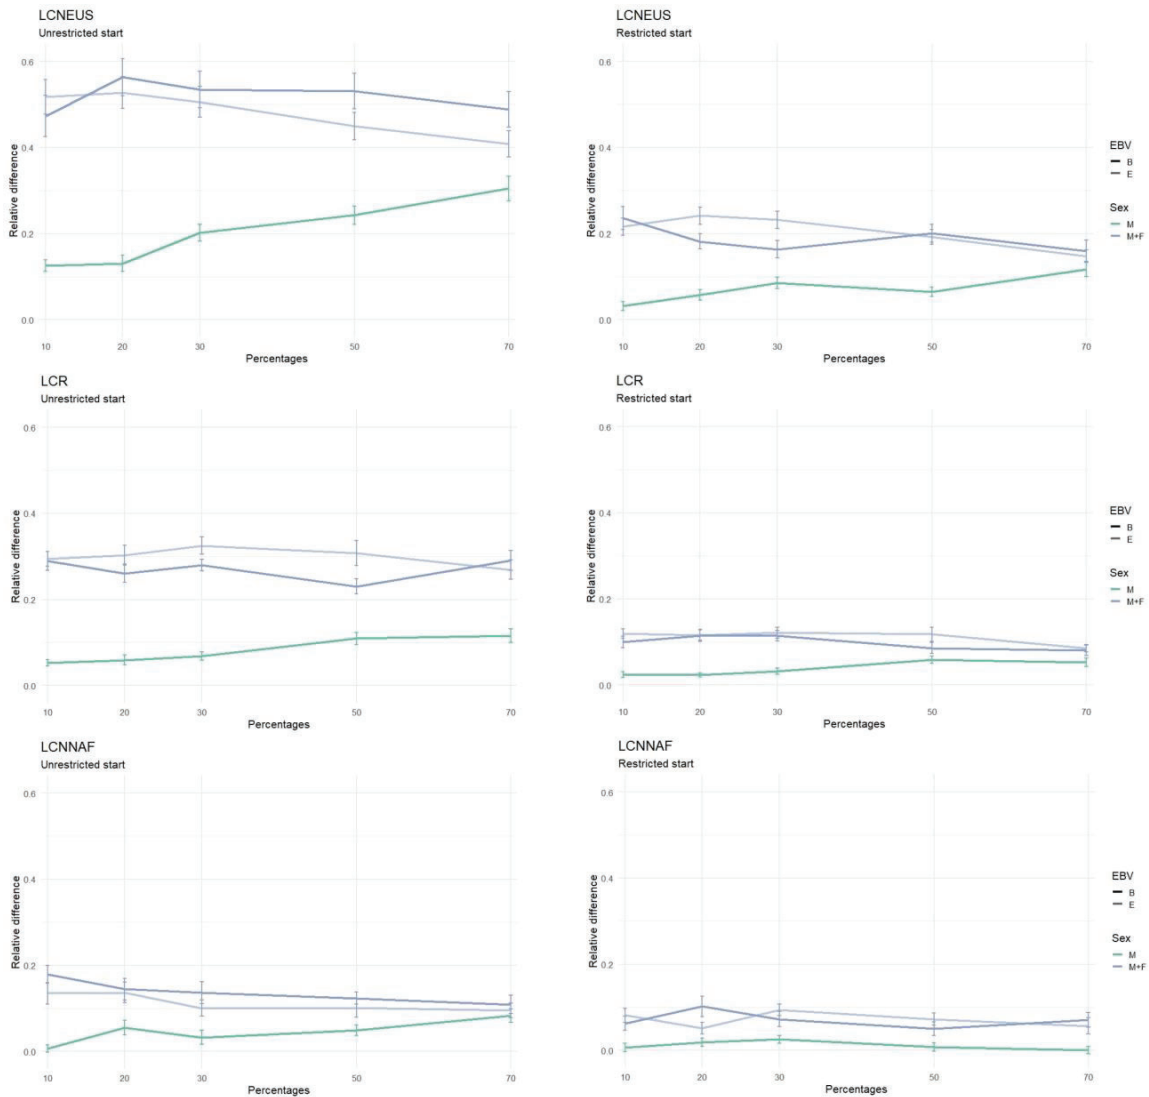 LCNEUS
Unrestricted start
Relative difference
0.6
0.4
0.2
0.0
10 20 30 50 70
Percentages
LCNEUS
Restricted start
Relative difference
0.6
0.4
0.2
0.0
10 20 30 50 70
Percentages
EBV
B
E
Sex
M
M+F
LCR
Unrestricted start
Relative difference
0.6
0.4
0.2
0.0
10 20 30 50 70
Percentages
LCR
Restricted start
Relative difference
0.6
0.4
0.2
0.0
10 20 30 50 70
Percentages
EBV
B
E
Sex
M
M+F
LCNNAF
Unrestricted start
Relative difference
0.6
0.4
0.2
0.0
10 20 30 50 70
Percentages
LCNNAF
Restricted start
Relative difference
0.6
0.4
0.2
0.0
10 20 30 50 70
Percentages
EBV
B
E
Sex
M
M+F